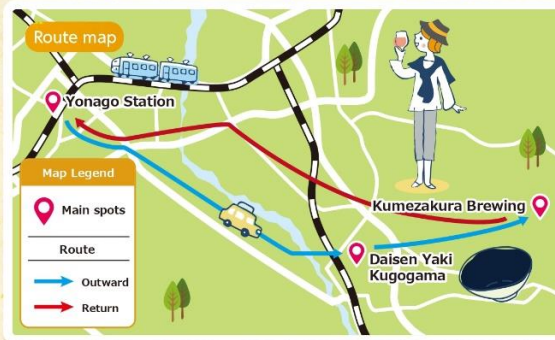 Route map
Yonago Station
Map Legend
Main spots
Route
Outward
Return
Kumezakura Brewing
Daisen Yaki
Kugogama